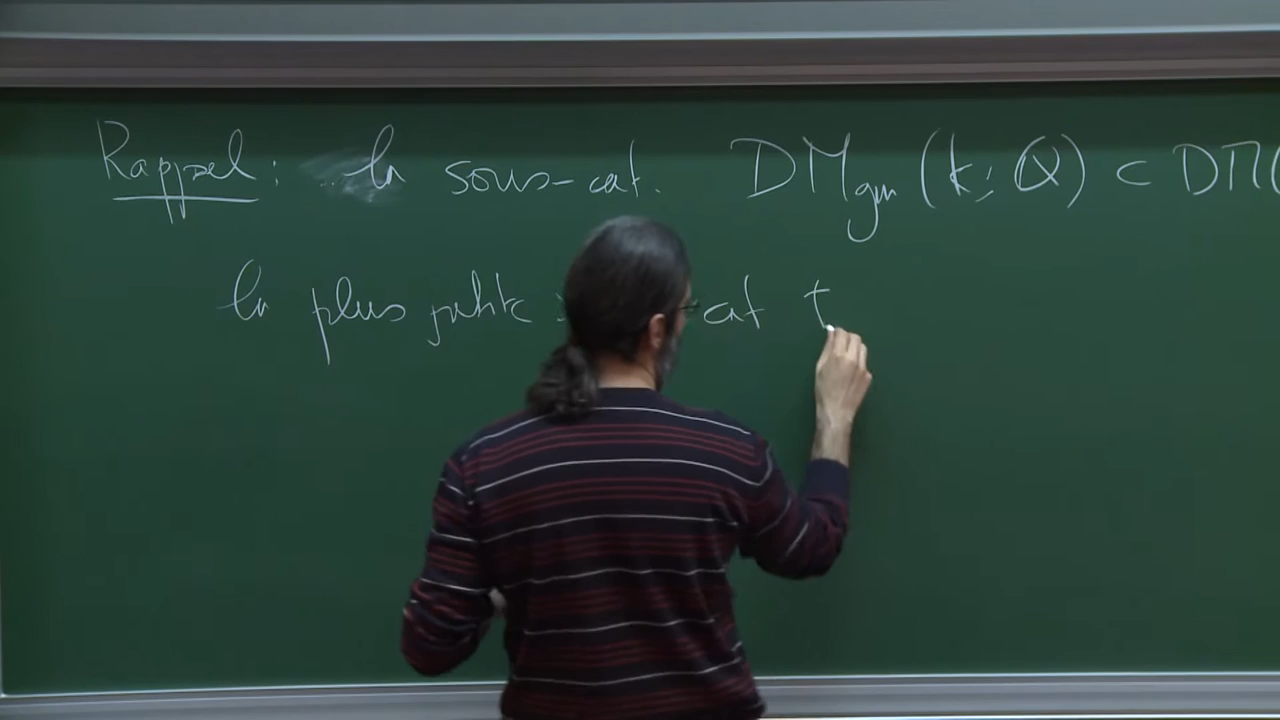 Rappel : la sous-cat. DM_gm (k; Q) ⊂ DM(
la plus petite cat t